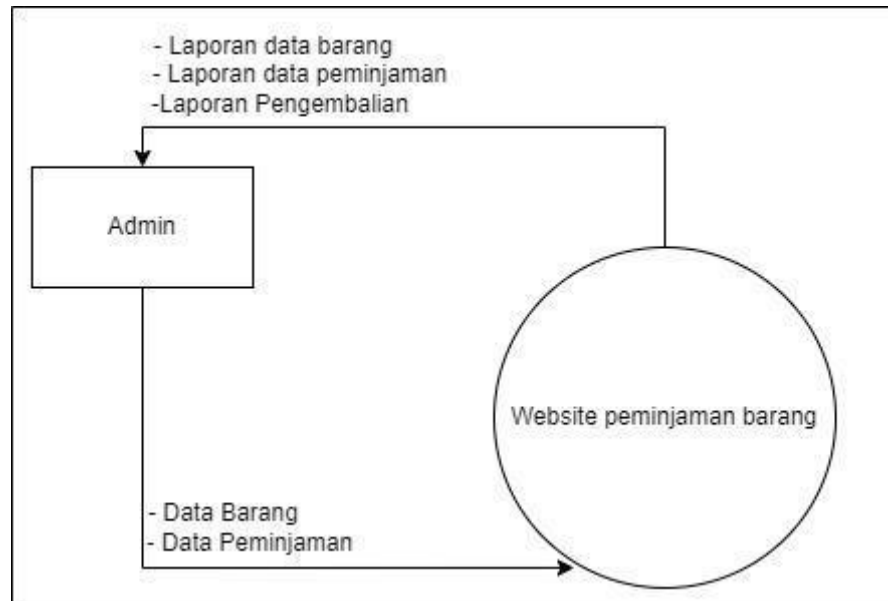 - Laporan data barang
- Laporan data peminjaman
-Laporan Pengembalian
Admin
Website peminjaman barang
- Data Barang
- Data Peminjaman